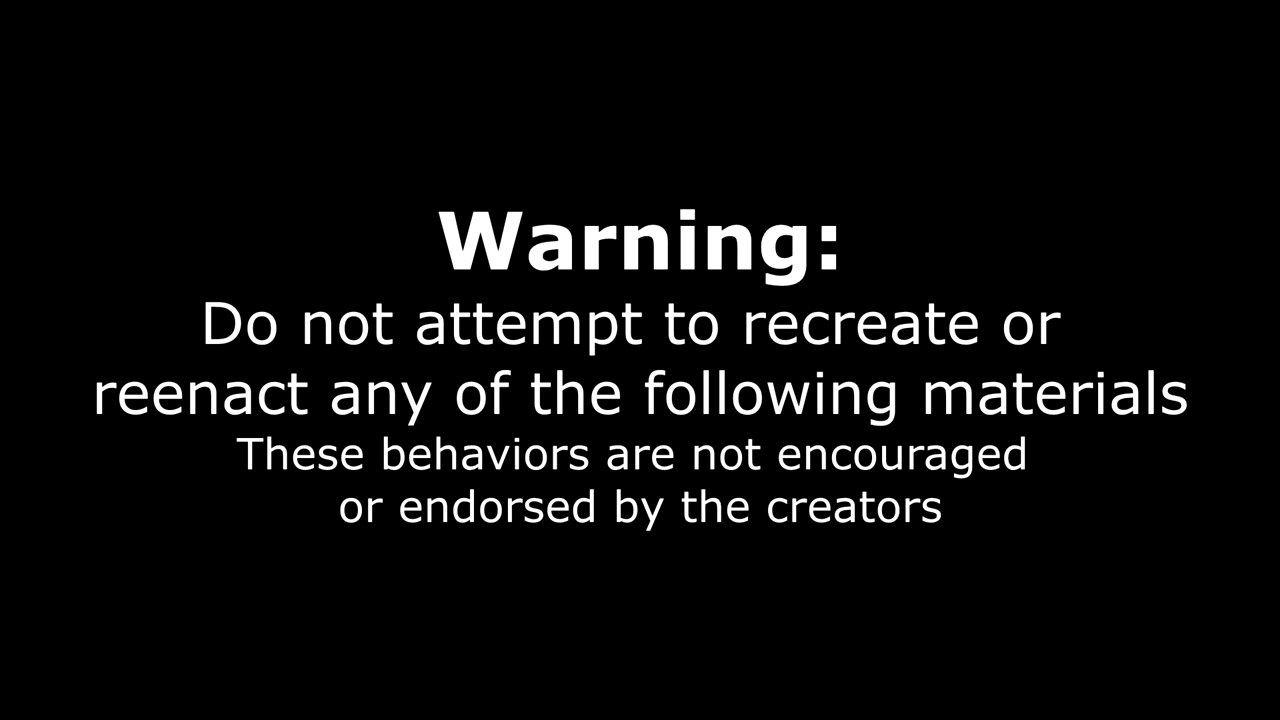 Warning:
Do not attempt to recreate or
reenact any of the following materials
These behaviors are not encouraged
or endorsed by the creators